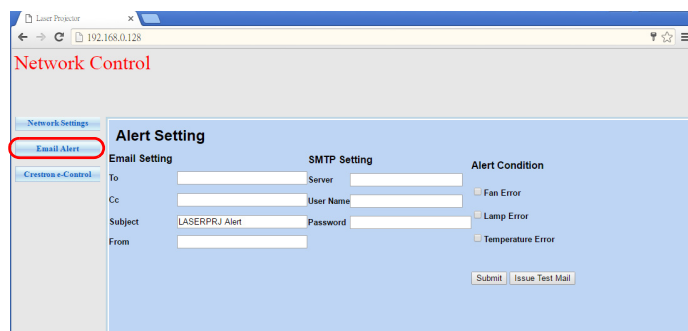 Laser Projector
192.168.0.128
Network Control
Network Settings
Email Alert
Crestron e-Control
Alert Setting
Email Setting
To
Cc
Subject LASERPRJ Alert
From
SMTP Setting
Server
User Name
Password
Alert Condition
Fan Error
Lamp Error
Temperature Error
Submit Issue Test Mail